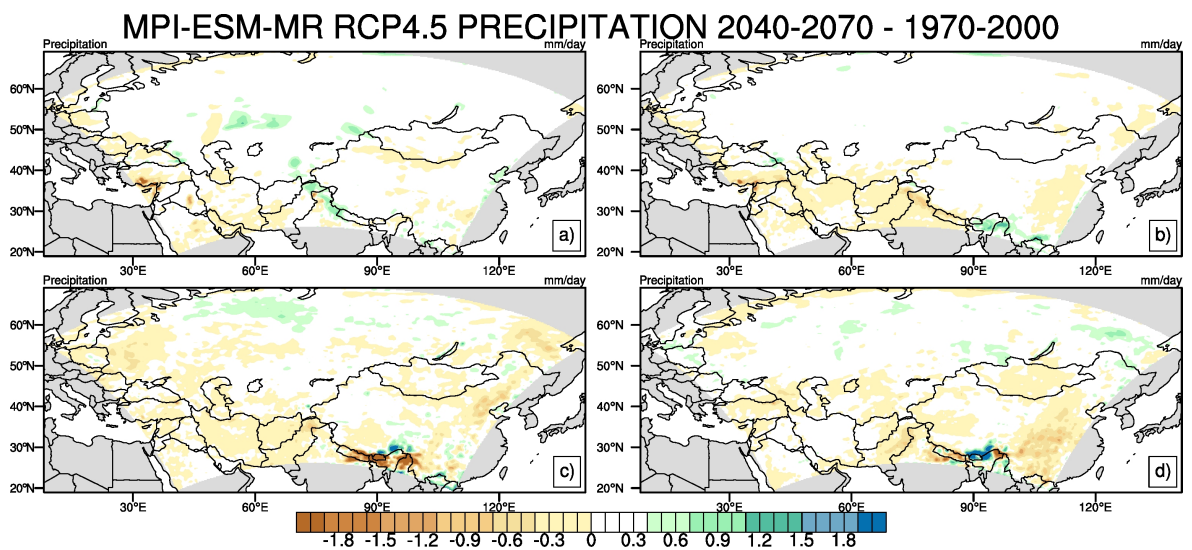 MPI-ESM-MR RCP4.5 PRECIPITATION 2040-2070 - 1970-2000
Precipitation mm/day Precipitation mm/day
60°N 60°N
50°N 50°N
40°N 40°N
30°N 30°N
a) b)
20°N 20°N
30°E 60°E 90°E 120°E 30°E 60°E 90°E 120°E
Precipitation mm/day Precipitation mm/day
60°N 60°N
50°N 50°N
40°N 40°N
30°N 30°N
c) d)
20°N 20°N
30°E 60°E 90°E 120°E 30°E 60°E 90°E 120°E
-1.8 -1.5 -1.2 -0.9 -0.6 -0.3 0 0.3 0.6 0.9 1.2 1.5 1.8